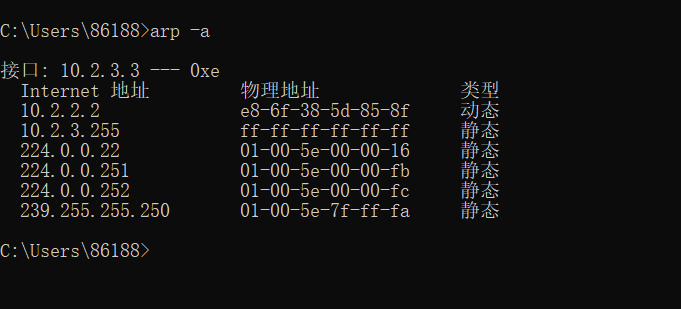 C:\Users\86188>arp -a
接口: 10.2.3.3 --- 0xe
Internet 地址 物理地址 类型
10.2.2.2 e8-6f-38-5d-85-8f 动态
10.2.3.255 ff-ff-ff-ff-ff-ff 静态
224.0.0.22 01-00-5e-00-00-16 静态
224.0.0.251 01-00-5e-00-00-fb 静态
224.0.0.252 01-00-5e-00-00-fc 静态
239.255.255.250 01-00-5e-7f-ff-fa 静态
C:\Users\86188>